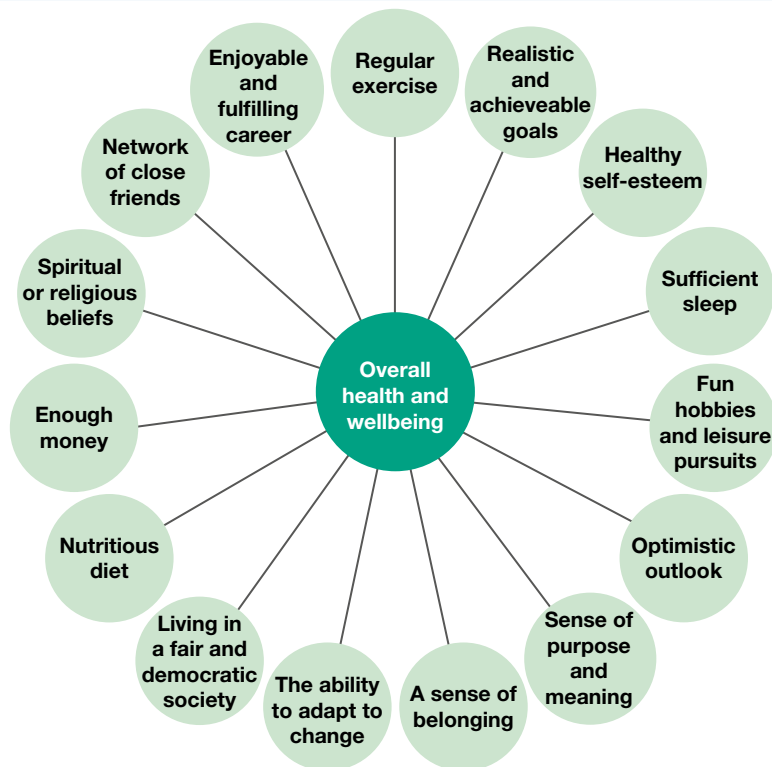 Regular
exercise
Realistic
and
achieveable
goals
Healthy
self-esteem
Sufficient
sleep
Fun
hobbies
and leisure
pursuits
Optimistic
outlook
Sense of
purpose
and
meaning
A sense of
belonging
The ability
to adapt to
change
Living in
a fair and
democratic
society
Nutritious
diet
Enough
money
Spiritual
or religious
beliefs
Network
of close
friends
Enjoyable
and
fulfilling
career
Overall
health and
wellbeing